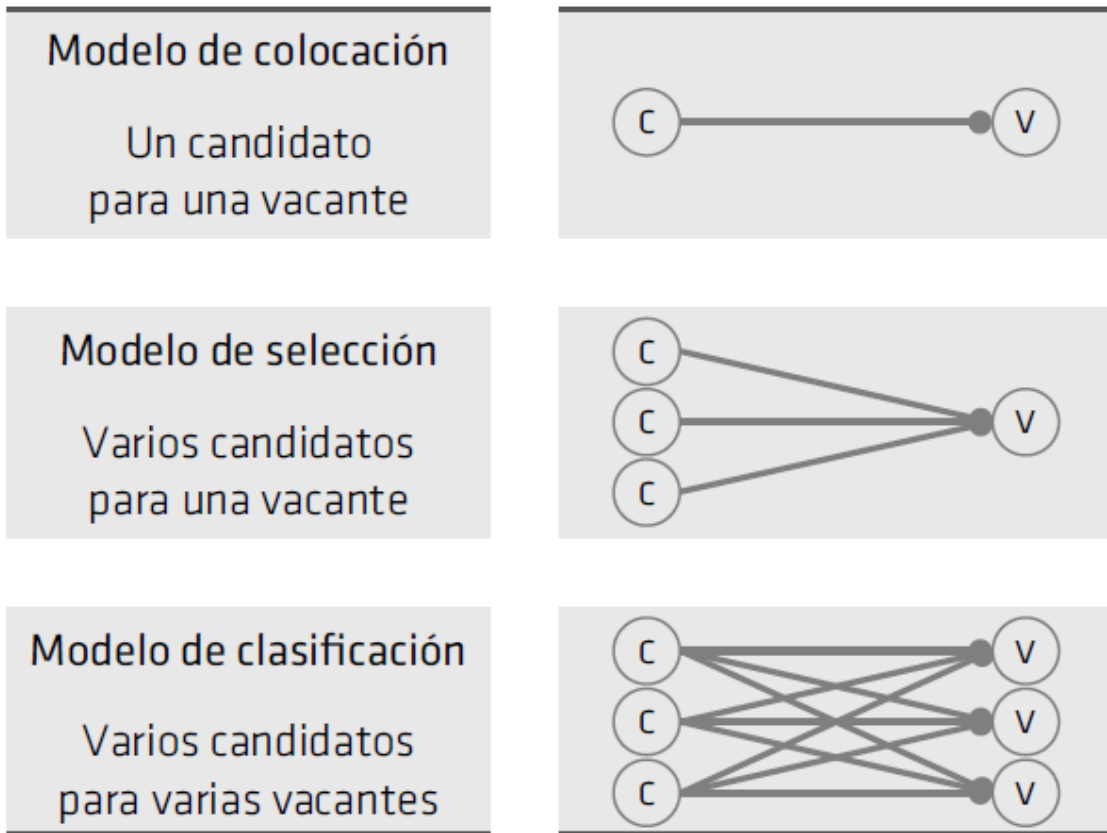 Modelo de colocación
Un candidato
para una vacante
C
V
Modelo de selección
Varios candidatos
para una vacante
C
C
C
V
Modelo de clasificación
Varios candidatos
para varias vacantes
C
V
C
V
C
V